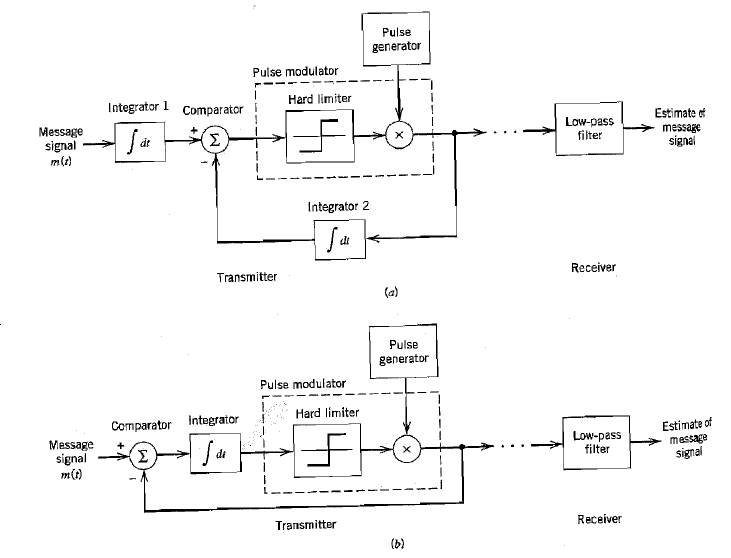 Pulse
generator
Pulse modulator
Integrator 1
Comparator
Hard limiter
Message
signal
m(t)
∫ dt
+
Σ
−
×
Low-pass
filter
Estimate of
message
signal
Integrator 2
∫ dt
Transmitter
Receiver
(a)
Pulse
generator
Pulse modulator
Comparator
Integrator
Hard limiter
Message
signal
m(t)
+
Σ
−
∫ dt
×
Low-pass
filter
Estimate of
message
signal
Transmitter
Receiver
(b)